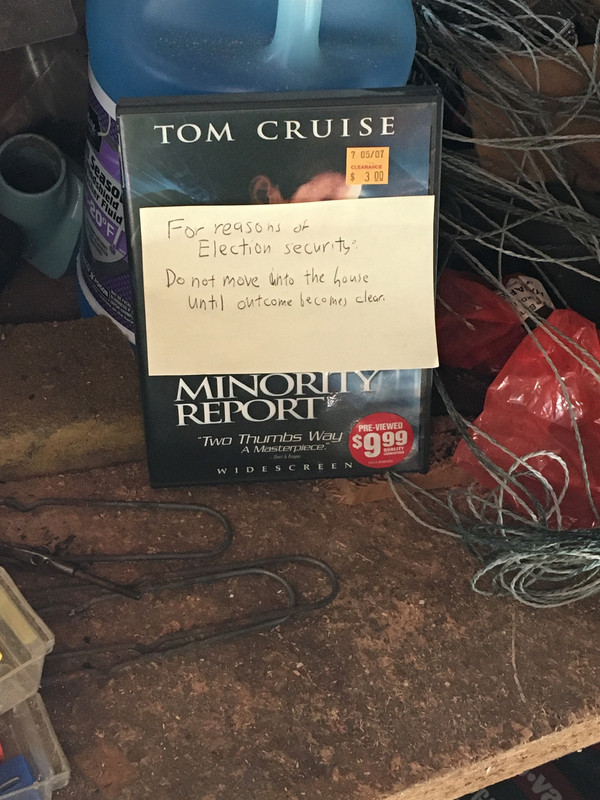 TOM CRUISE
7 05/07
CLEARANCE
$ 3.00
For reasons of
Election security:
Do not move into the house
until outcome becomes clear.
MINORITY
REPORT
"Two Thumbs Way
A Masterpiece."
PRE-VIEWED
$9.99
WIDESCREEN
Fluid